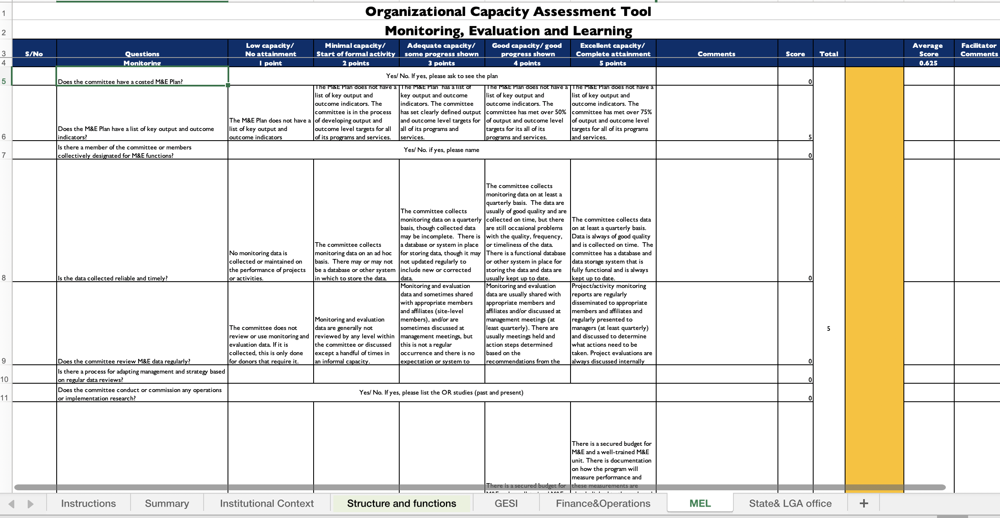 1
Organizational Capacity Assessment Tool
2
Monitoring, Evaluation and Learning
3
S/No
Questions
Low capacity/
No attainment
Minimal capacity/
Start of formal activity
Adequate capacity/
some progress shown
Good capacity/ good
progress shown
Excellent capacity/
Complete attainment
Comments
Score
Total
Average
Score
Facilitator
Comments
4
Monitoring
1 point
2 points
3 points
4 points
5 points
0.625
5
Does the committee have a costed M&E Plan?
Yes/ No. If yes, please ask to see the plan
0
6
Does the M&E Plan have a list of key output and outcome
indicators?
The M&E Plan does not have a
list of key output and
outcome indicators
The M&E Plan does not have a
list of key output and
outcome indicators. The
committee is in the process
of developing output and
outcome level targets for all
of its programs and services.
The M&E Plan  has a list of
key output and outcome
indicators. The committee
has set clearly defined output
and outcome level targets for
all of its programs and
services.
The M&E Plan does not have a
list of key output and
outcome indicators. The
committee has met over 50%
of output and outcome level
targets for its all of its
programs and services.
The M&E Plan does not have a
list of key output and
outcome indicators. The
committee has met over 75%
of output and outcome level
targets for all of its programs
and services.
5
7
Is there a member of the committee or members
collectively designated for M&E functions?
Yes/ No. if yes, please name
0
8
Is the data collected reliable and timely?
No monitoring data is
collected or maintained on
the performance of projects
or activities.
The committee collects
monitoring data on an ad hoc
basis.  There may or may not
be a database or other system
in which to store the data.
The committee collects
monitoring data on a quarterly
basis, though collected data
may be incomplete.  There is
a database or system in place
for storing data, though it may
not updated regularly to
include new or corrected
data.
The committee collects
monitoring data on at least a
quarterly basis.  The data are
usually of good quality and are
collected on time, but there
are still occasional problems
with the quality, frequency,
or timeliness of the data.
There is a functional database
or other system in place for
storing the data and data are
usually kept up to date.
The committee collects data
on at least a quarterly basis.
Data is always of good quality
and is collected on time.  The
committee has a database and
data storage system that is
fully functional and is always
kept up to date.
0
9
Does the committee review M&E data regularly?
The committee does not
review or use monitoring and
evaluation data. If it is
collected, this is only done
for donors that require it.
Monitoring and evaluation
data are generally not
reviewed by any level within
the committee or discussed
except a handful of times in
an informal capacity.
Monitoring and evaluation
data and sometimes shared
with appropriate members
and affiliates (site-level
members), and/or are
sometimes discussed at
management meetings, but
this is not a regular
occurrence and there is no
expectation or system to
Monitoring and evaluation
data are usually shared with
appropriate members and
affiliates and/or discussed at
management meetings (at
least quarterly). There are
usually meetings held and
action steps determined
based on the
recommendations from the
Project/activity monitoring
reports are regularly
disseminated to appropriate
members and affiliates and
regularly presented to
managers (at least quarterly)
and discussed to determine
what actions need to be
taken. Project evaluations are
always discussed internally
0
5
10
Is there a process for adapting management and strategy based
on regular data reviews?
0
11
Does the committee conduct or commission any operations
or implementation research?
Yes/ No. If yes, please list the OR studies (past and present)
0
There is a secured budget for
There is a secured budget for
M&E and a well-trained M&E
unit. There is documentation
on how the program will
measure performance and
these measurements are
Instructions
Summary
Institutional Context
Structure and functions
GESI
Finance&Operations
MEL
State& LGA office
+